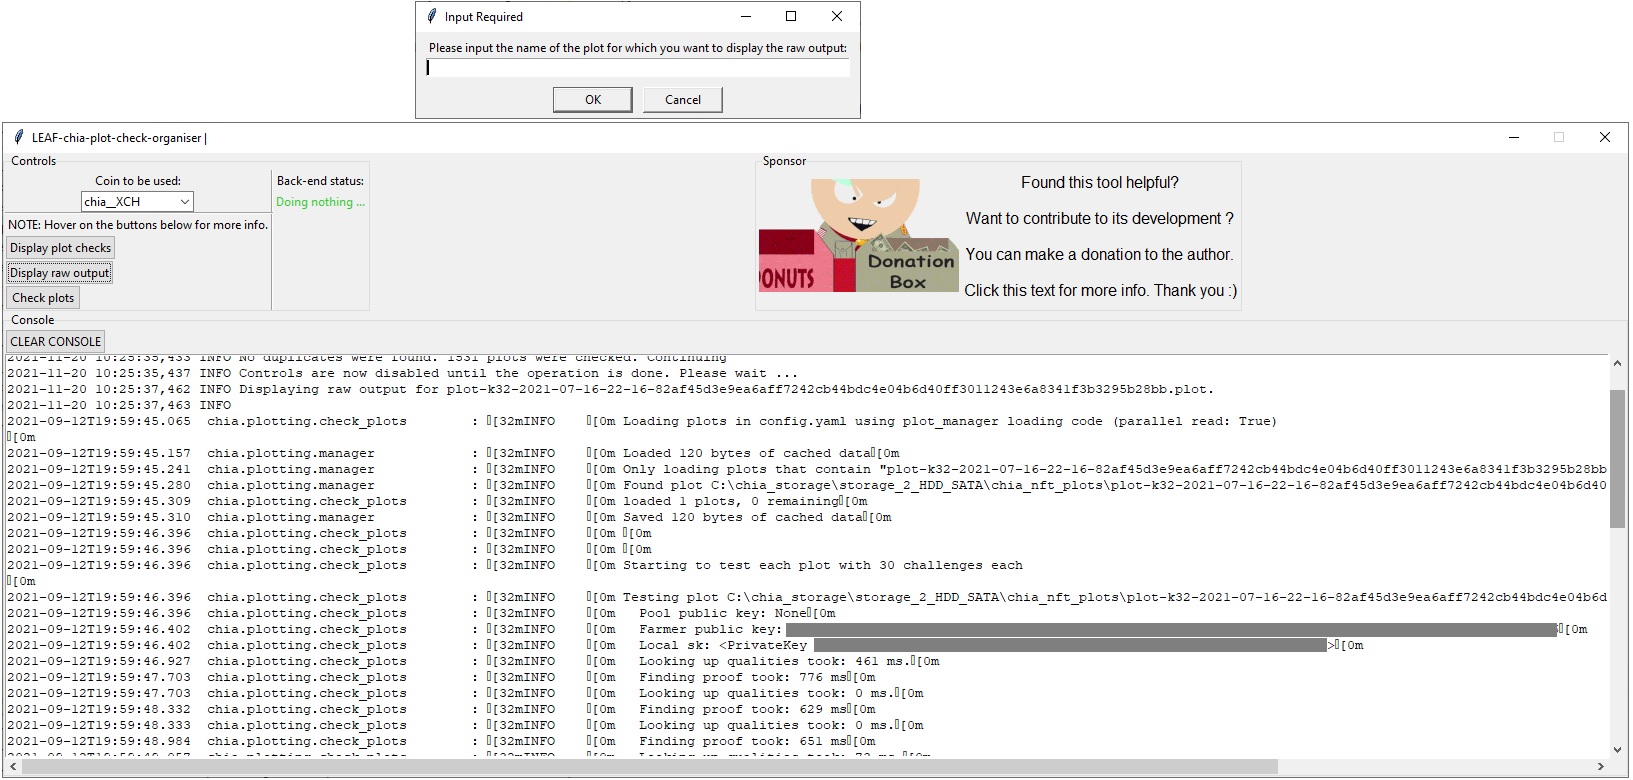 Input Required
Please input the name of the plot for which you want to display the raw output:
OK Cancel
LEAF-chia-plot-check-organiser |
Controls
Coin to be used:
chia__XCH
NOTE: Hover on the buttons below for more info.
Display plot checks
Display raw output
Check plots
Back-end status:
Doing nothing ...
Sponsor
DONUTS
Donation
Box
Found this tool helpful?
Want to contribute to its development ?
You can make a donation to the author.
Click this text for more info. Thank you :)
Console
CLEAR CONSOLE
2021-11-20 10:25:35,433 INFO No duplicates were found. 1531 plots were checked. Continuing
2021-11-20 10:25:35,437 INFO Controls are now disabled until the operation is done. Please wait ...
2021-11-20 10:25:37,462 INFO Displaying raw output for plot-k32-2021-07-16-22-16-82af45d3e9ea6aff7242cb44bdc4e04b6d40ff3011243e6a8341f3b3295b28bb.plot.
2021-11-20 10:25:37,463 INFO
2021-09-12T19:59:45.065 chia.plotting.check_plots : [32mINFO [0m Loading plots in config.yaml using plot_manager loading code (parallel read: True)
[0m
2021-09-12T19:59:45.157 chia.plotting.manager : [32mINFO [0m Loaded 120 bytes of cached data[0m
2021-09-12T19:59:45.241 chia.plotting.manager : [32mINFO [0m Only loading plots that contain "plot-k32-2021-07-16-22-16-82af45d3e9ea6aff7242cb44bdc4e04b6d40ff3011243e6a8341f3b3295b28bb
2021-09-12T19:59:45.280 chia.plotting.manager : [32mINFO [0m Found plot C:\chia_storage\storage_2_HDD_SATA\chia_nft_plots\plot-k32-2021-07-16-22-16-82af45d3e9ea6aff7242cb44bdc4e04b6d40
2021-09-12T19:59:45.309 chia.plotting.check_plots : [32mINFO [0m loaded 1 plots, 0 remaining[0m
2021-09-12T19:59:45.310 chia.plotting.manager : [32mINFO [0m Saved 120 bytes of cached data[0m
2021-09-12T19:59:46.396 chia.plotting.check_plots : [32mINFO [0m [0m
2021-09-12T19:59:46.396 chia.plotting.check_plots : [32mINFO [0m [0m
2021-09-12T19:59:46.396 chia.plotting.check_plots : [32mINFO [0m Starting to test each plot with 30 challenges each
[0m
2021-09-12T19:59:46.396 chia.plotting.check_plots : [32mINFO [0m Testing plot C:\chia_storage\storage_2_HDD_SATA\chia_nft_plots\plot-k32-2021-07-16-22-16-82af45d3e9ea6aff7242cb44bdc4e04b6d
2021-09-12T19:59:46.396 chia.plotting.check_plots : [32mINFO [0m Pool public key: None[0m
2021-09-12T19:59:46.402 chia.plotting.check_plots : [32mINFO [0m Farmer public key: [0m
2021-09-12T19:59:46.402 chia.plotting.check_plots : [32mINFO [0m Local sk: <PrivateKey >[0m
2021-09-12T19:59:46.927 chia.plotting.check_plots : [32mINFO [0m Looking up qualities took: 461 ms.[0m
2021-09-12T19:59:47.703 chia.plotting.check_plots : [32mINFO [0m Finding proof took: 776 ms[0m
2021-09-12T19:59:47.703 chia.plotting.check_plots : [32mINFO [0m Looking up qualities took: 0 ms.[0m
2021-09-12T19:59:48.332 chia.plotting.check_plots : [32mINFO [0m Finding proof took: 629 ms[0m
2021-09-12T19:59:48.333 chia.plotting.check_plots : [32mINFO [0m Looking up qualities took: 0 ms.[0m
2021-09-12T19:59:48.984 chia.plotting.check_plots : [32mINFO [0m Finding proof took: 651 ms[0m